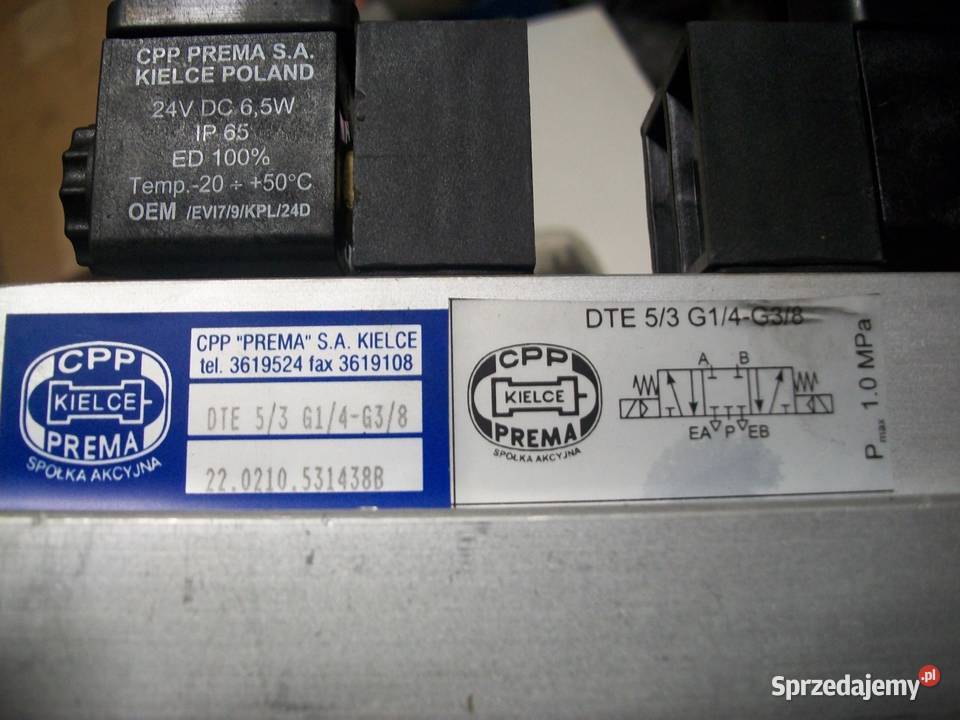 CPP PREMA S.A.
KIELCE POLAND
24V DC 6,5W
IP 65
ED 100%
Temp.-20 ÷ +50°C
OEM /EVI7/9/KPL/24D
CPP
KIELCE
PREMA
SPÓŁKA AKCYJNA
CPP "PREMA" S.A. KIELCE
tel. 3619524 fax 3619108
DTE 5/3 G1/4-G3/8
22.0210.531438B
DTE 5/3 G1/4-G3/8
CPP
KIELCE
PREMA
SPÓŁKA AKCYJNA
A B
EA P EB
Pmax 1.0 MPa
Sprzedajemy.pl